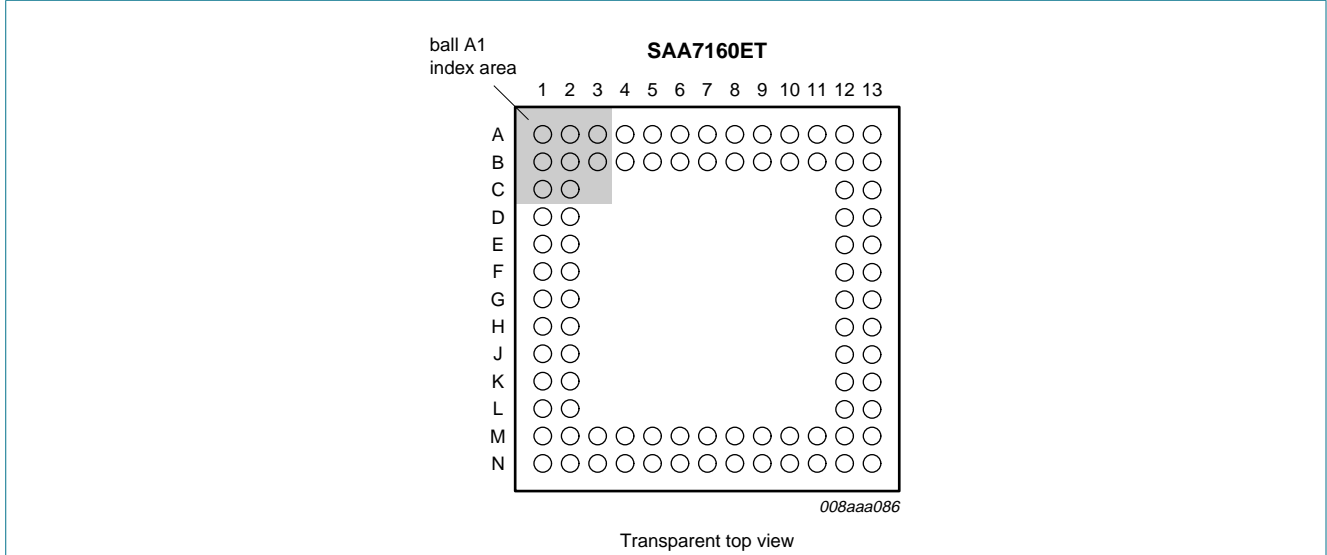 ball A1
index area
SAA7160ET
1 2 3 4 5 6 7 8 9 10 11 12 13
A
B
C
D
E
F
G
H
J
K
L
M
N
008aaa086
Transparent top view